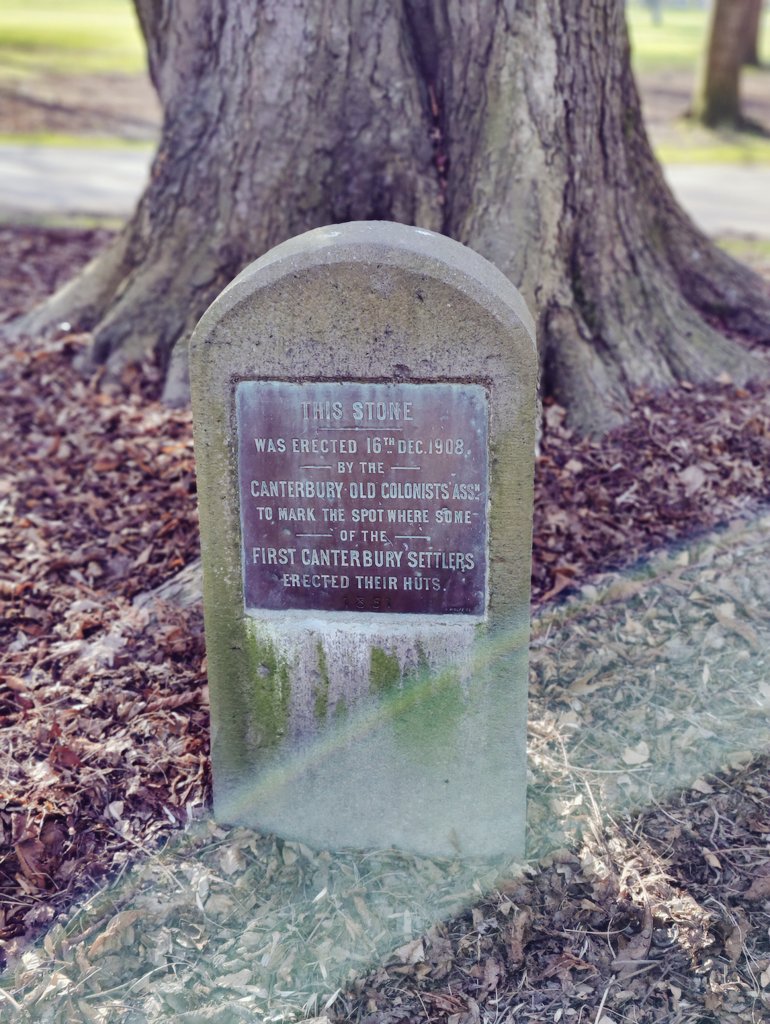 THIS STONE
WAS ERECTED 16TH DEC. 1908,
BY THE
CANTERBURY OLD COLONISTS' ASSN
TO MARK THE SPOT WHERE SOME
OF THE
FIRST CANTERBURY SETTLERS
ERECTED THEIR HUTS.